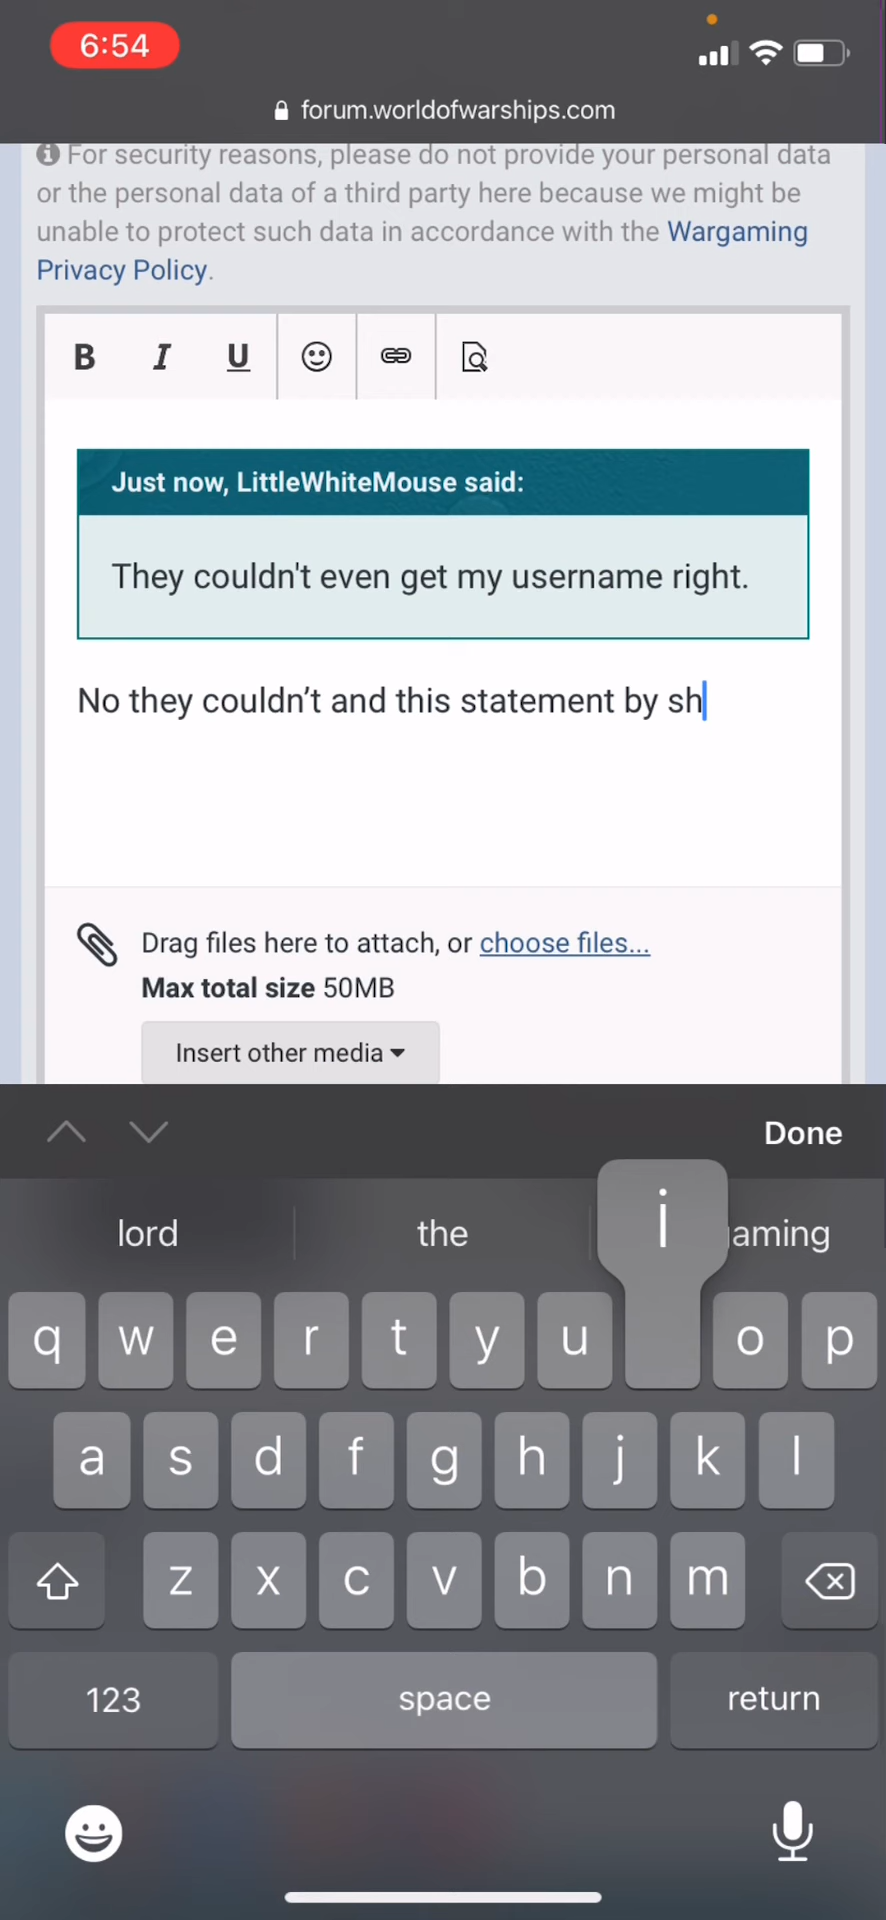 6:54
forum.worldofwarships.com
For security reasons, please do not provide your personal data
or the personal data of a third party here because we might be
unable to protect such data in accordance with the Wargaming
Privacy Policy.
B I U
Just now, LittleWhiteMouse said:
They couldn't even get my username right.
No they couldn’t and this statement by sh
Drag files here to attach, or choose files...
Max total size 50MB
Insert other media
Done
lord the aming
i
q w e r t y u o p
a s d f g h j k l
z x c v b n m
123 space return